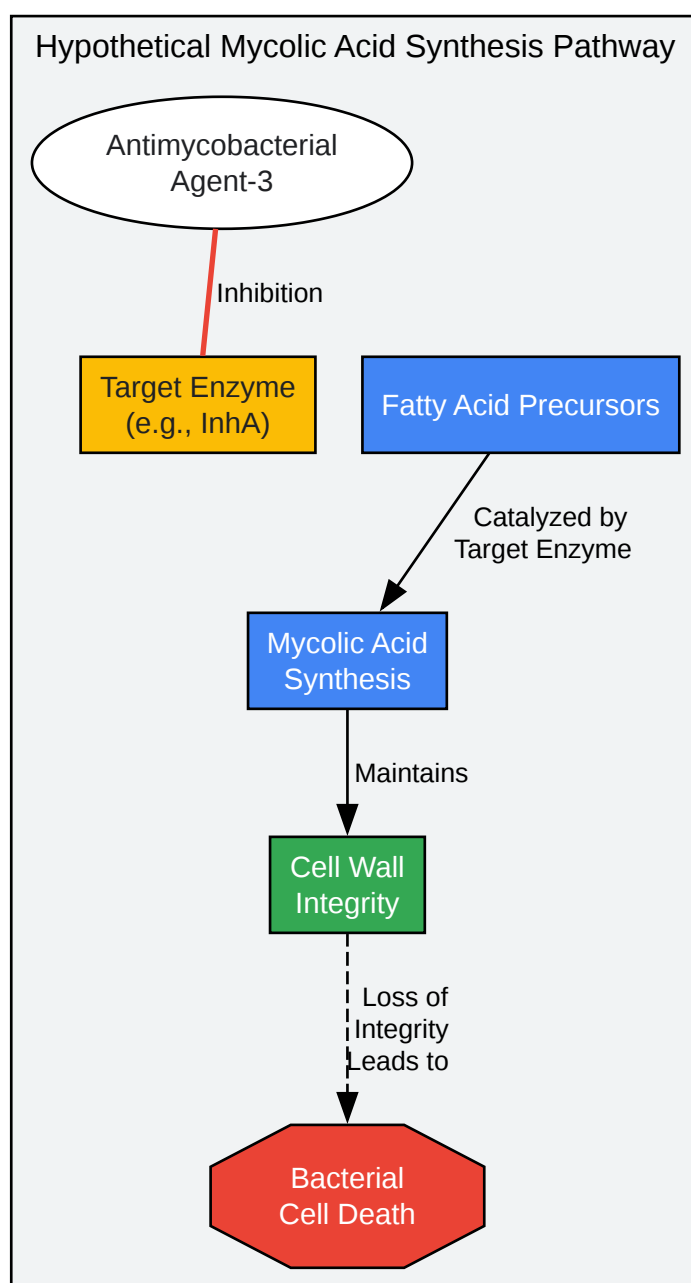 Hypothetical Mycolic Acid Synthesis Pathway
Antimycobacterial
Agent-3
Inhibition
Target Enzyme
(e.g., InhA)
Fatty Acid Precursors
Catalyzed by
Target Enzyme
Mycolic Acid
Synthesis
Maintains
Cell Wall
Integrity
Loss of
Integrity
Leads to
Bacterial
Cell Death